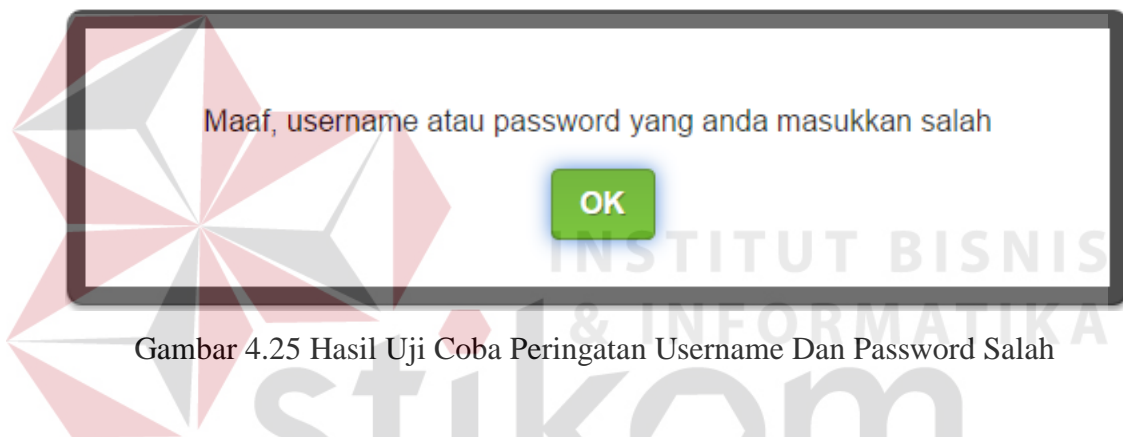 Maaf, username atau password yang anda masukkan salah
OK
INSTITUT BISNIS
& INFORMATIKA
Gambar 4.25 Hasil Uji Coba Peringatan Username Dan Password Salah
stikom